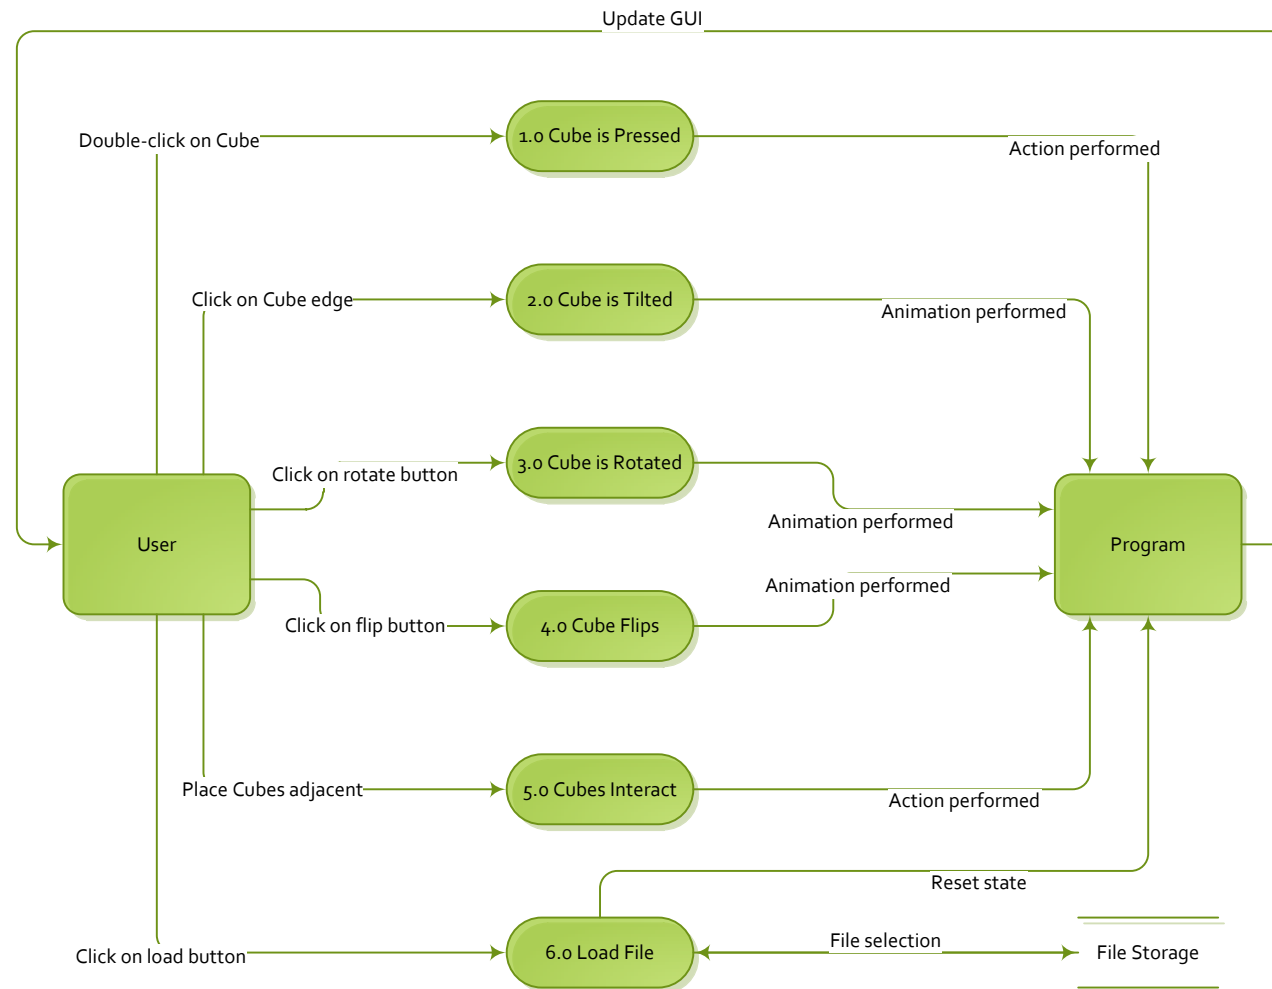 Update GUI
Double-click on Cube
1.0 Cube is Pressed
Action performed
Click on Cube edge
2.0 Cube is Tilted
Animation performed
Click on rotate button
3.0 Cube is Rotated
Animation performed
User
Program
Animation performed
Click on flip button
4.0 Cube Flips
Place Cubes adjacent
5.0 Cubes Interact
Action performed
Reset state
Click on load button
6.0 Load File
File selection
File Storage